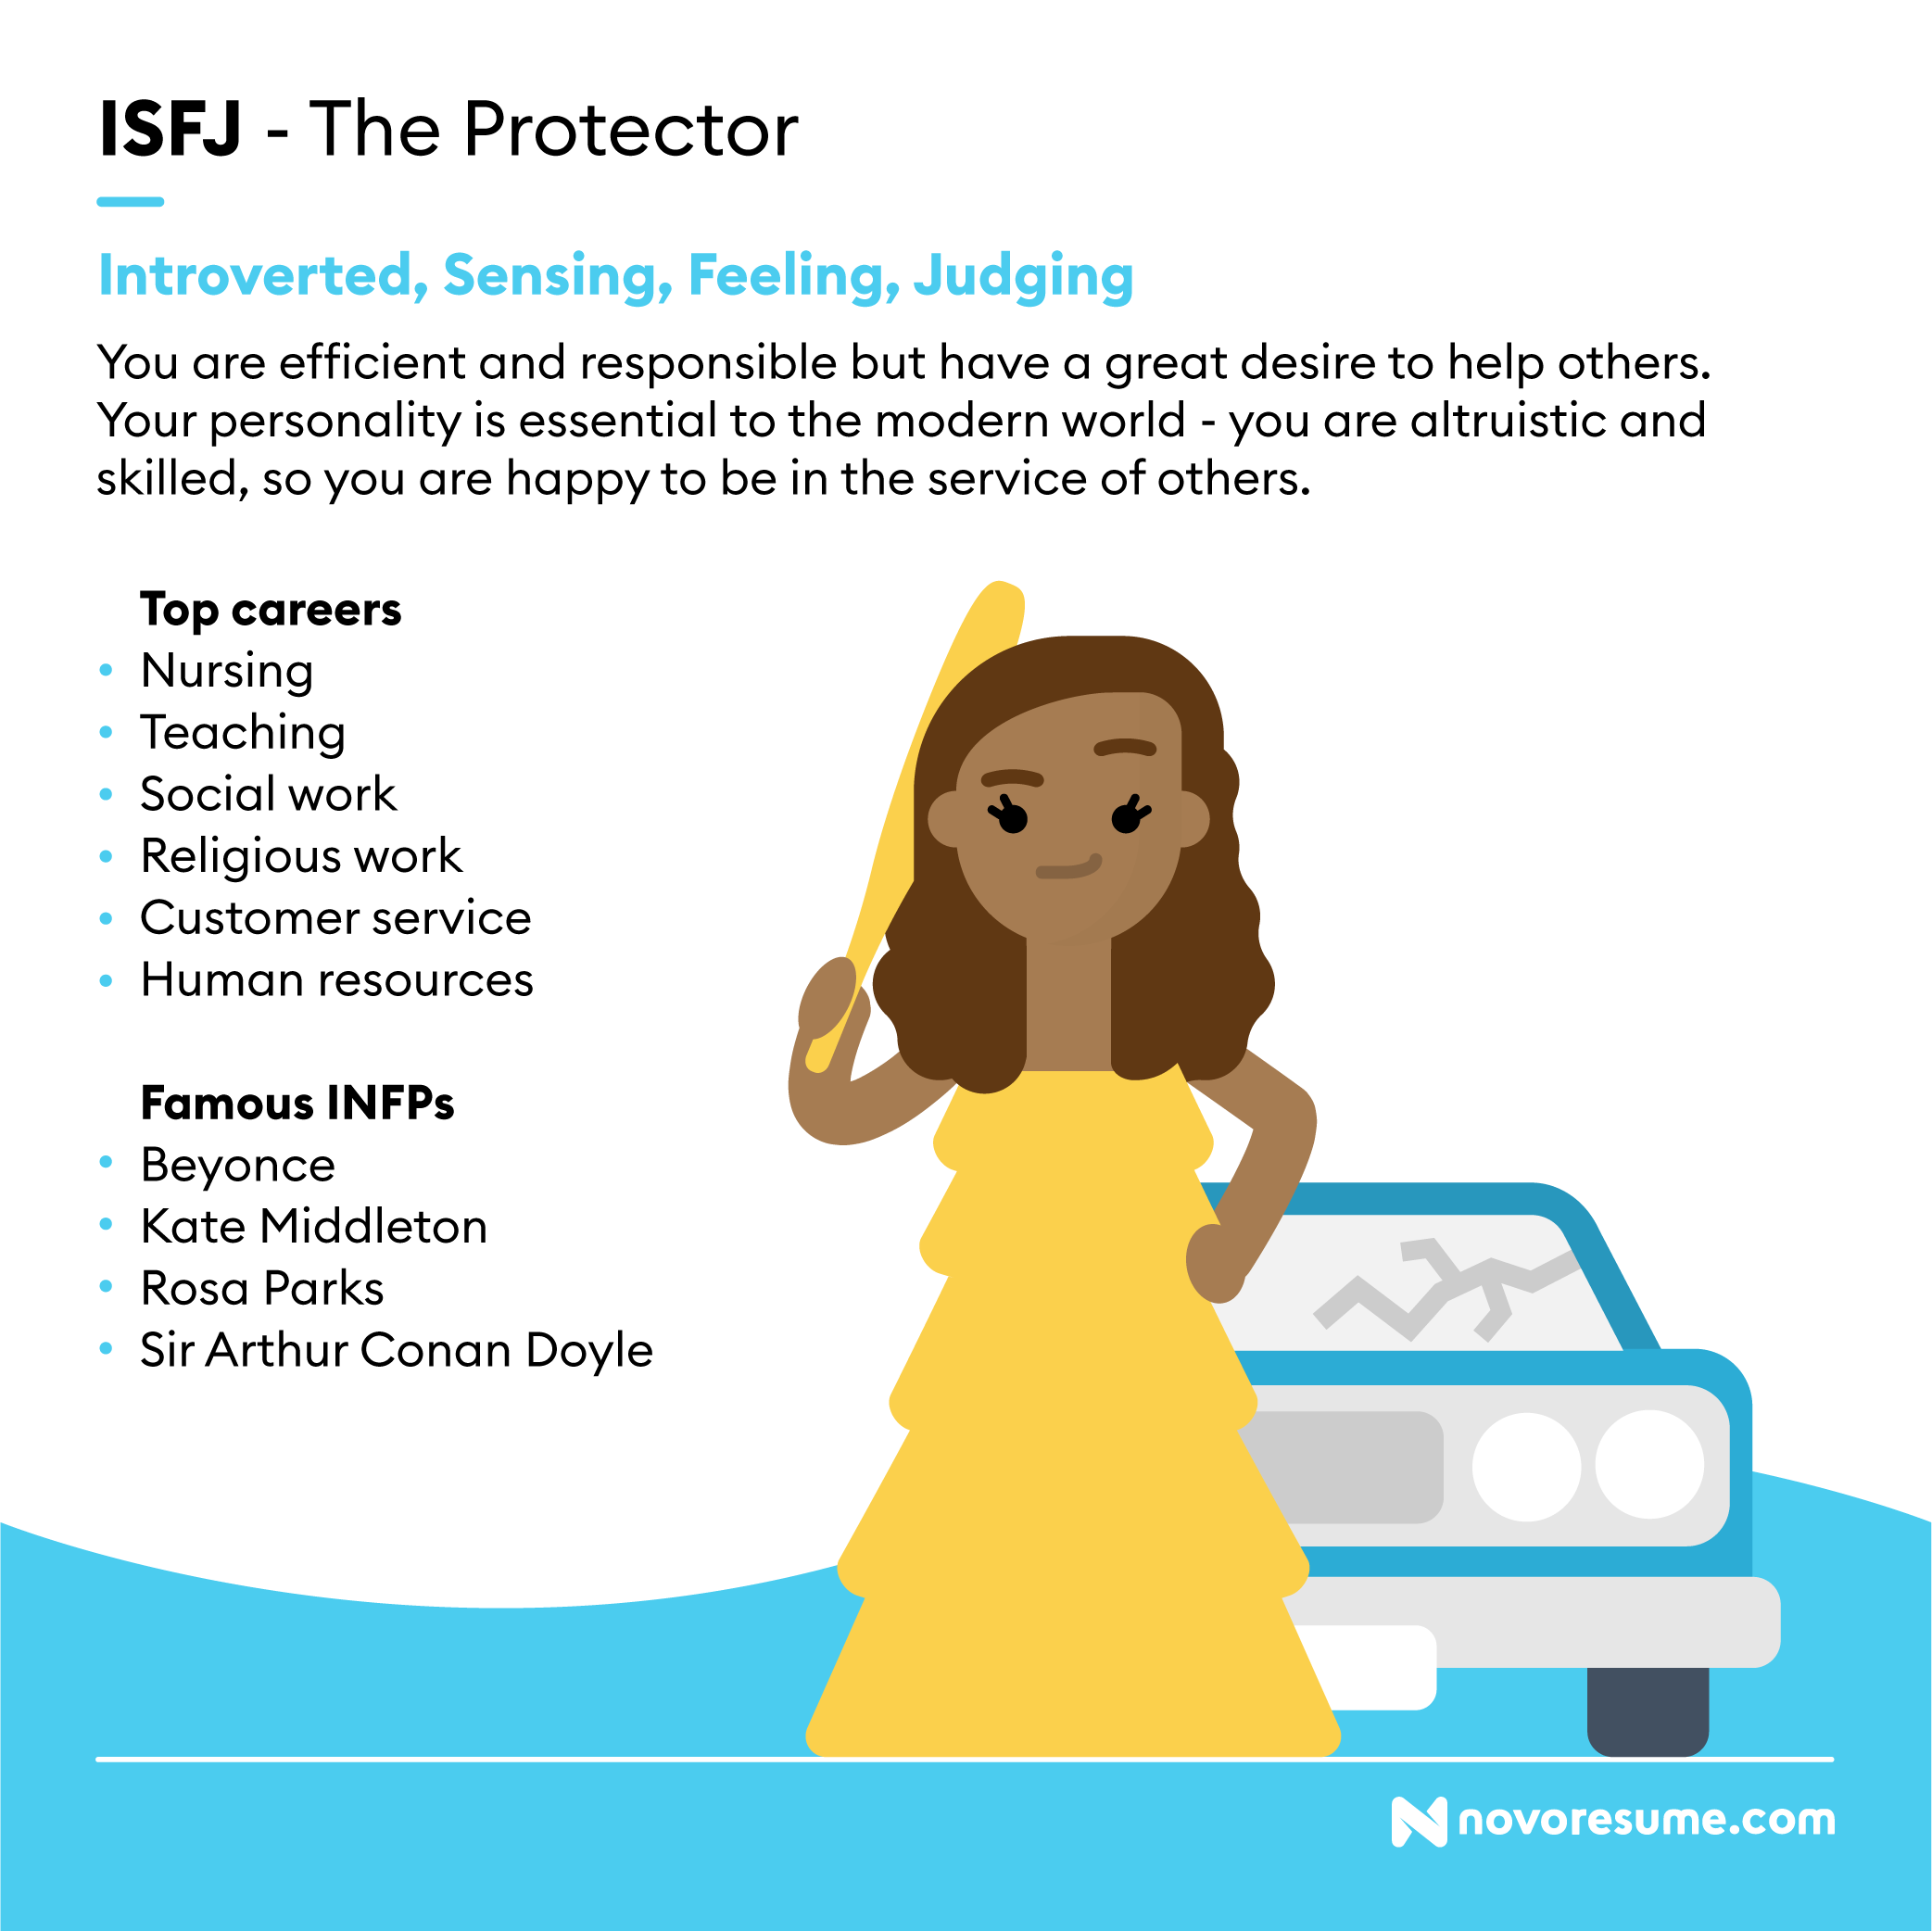 ISFJ - The Protector
Introverted, Sensing, Feeling, Judging
You are efficient and responsible but have a great desire to help others.
Your personality is essential to the modern world - you are altruistic and
skilled, so you are happy to be in the service of others.
Top careers
Nursing
Teaching
Social work
Religious work
Customer service
Human resources
Famous INFPs
Beyonce
Kate Middleton
Rosa Parks
Sir Arthur Conan Doyle
novoresume.com